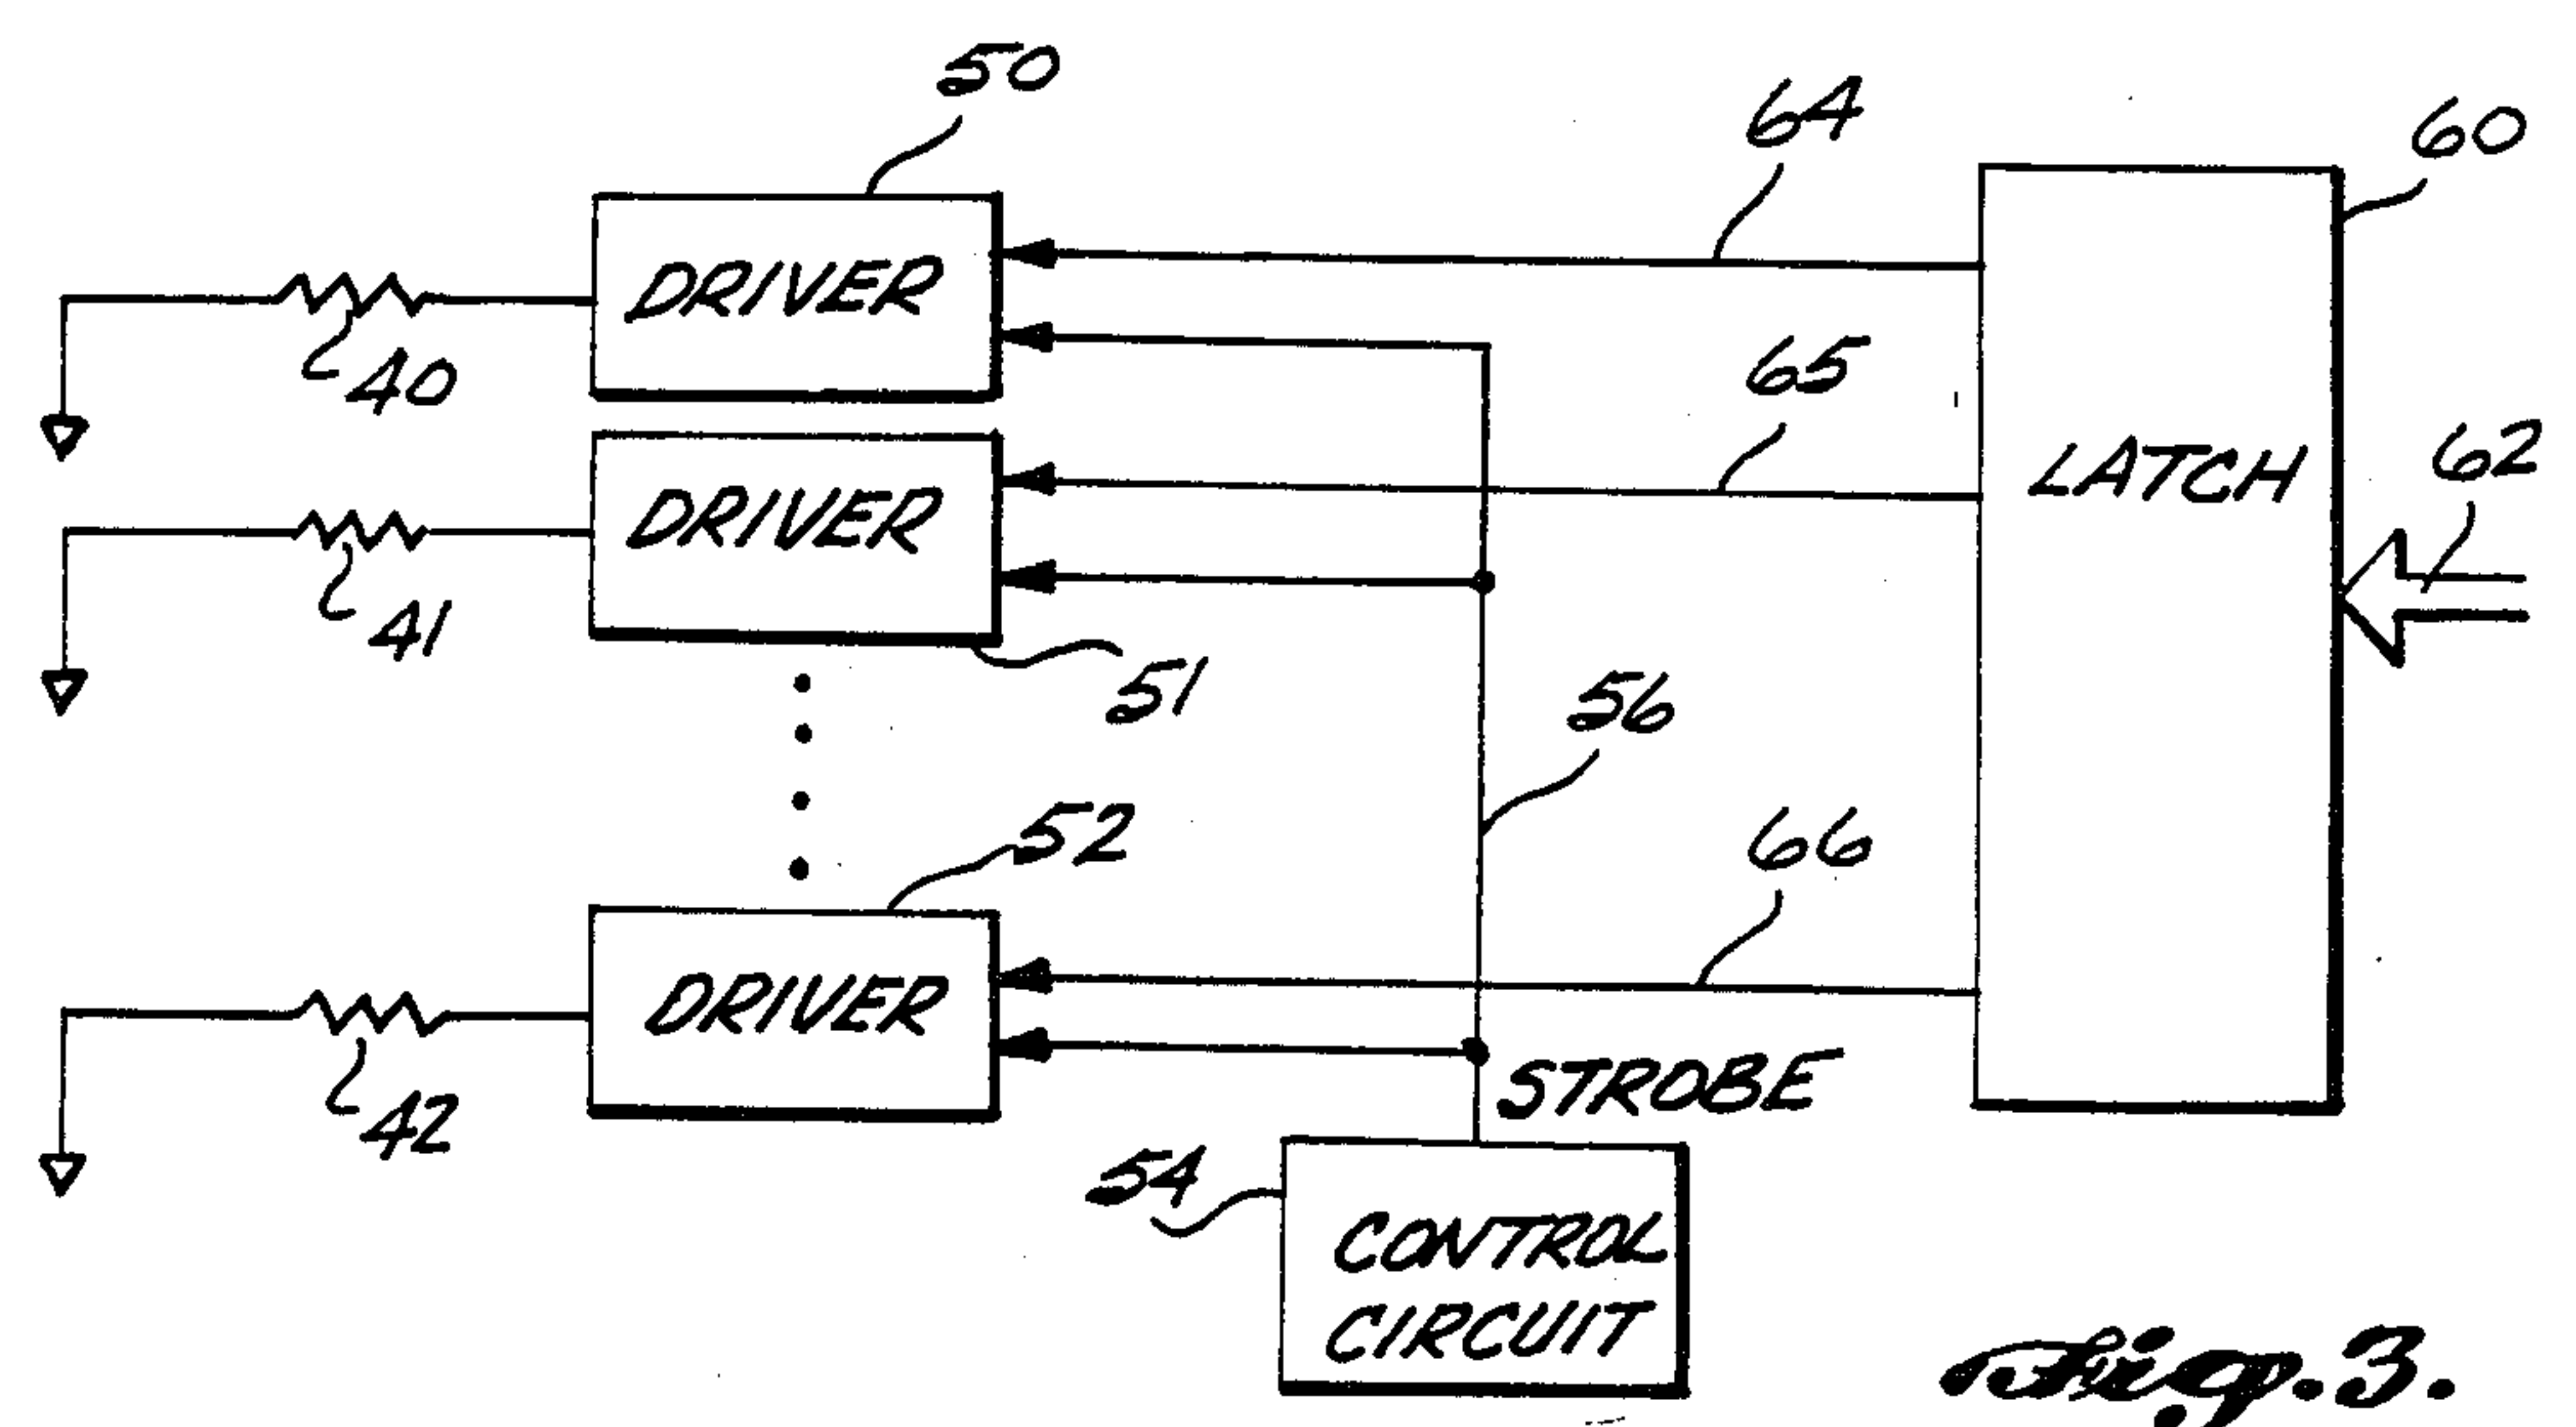 50
64
60
DRIVER
40
65
62
LATCH
DRIVER
41
51
56
52
66
DRIVER
42
STROBE
54
CONTROL
CIRCUIT
Fig. 3.